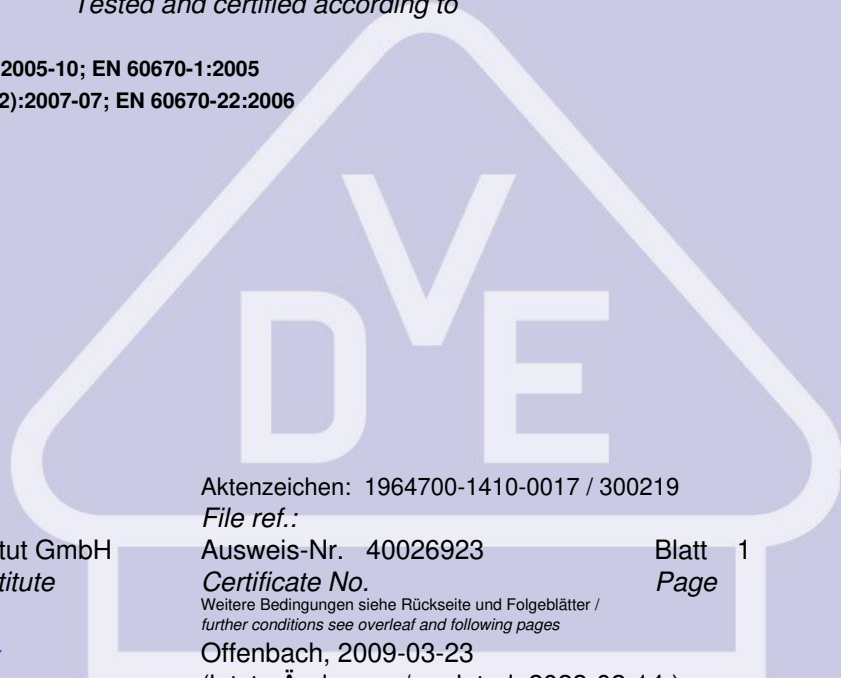 Tested and certified according to
2005-10; EN 60670-1:2005
2):2007-07; EN 60670-22:2006
VDE
Aktenzeichen: 1964700-1410-0017 / 300219
File ref.:
tut GmbH Ausweis-Nr. 40026923 Blatt 1
titute Certificate No. Page
Weitere Bedingungen siehe Rückseite und Folgeblätter /
further conditions see overleaf and following pages
Offenbach, 2009-03-23